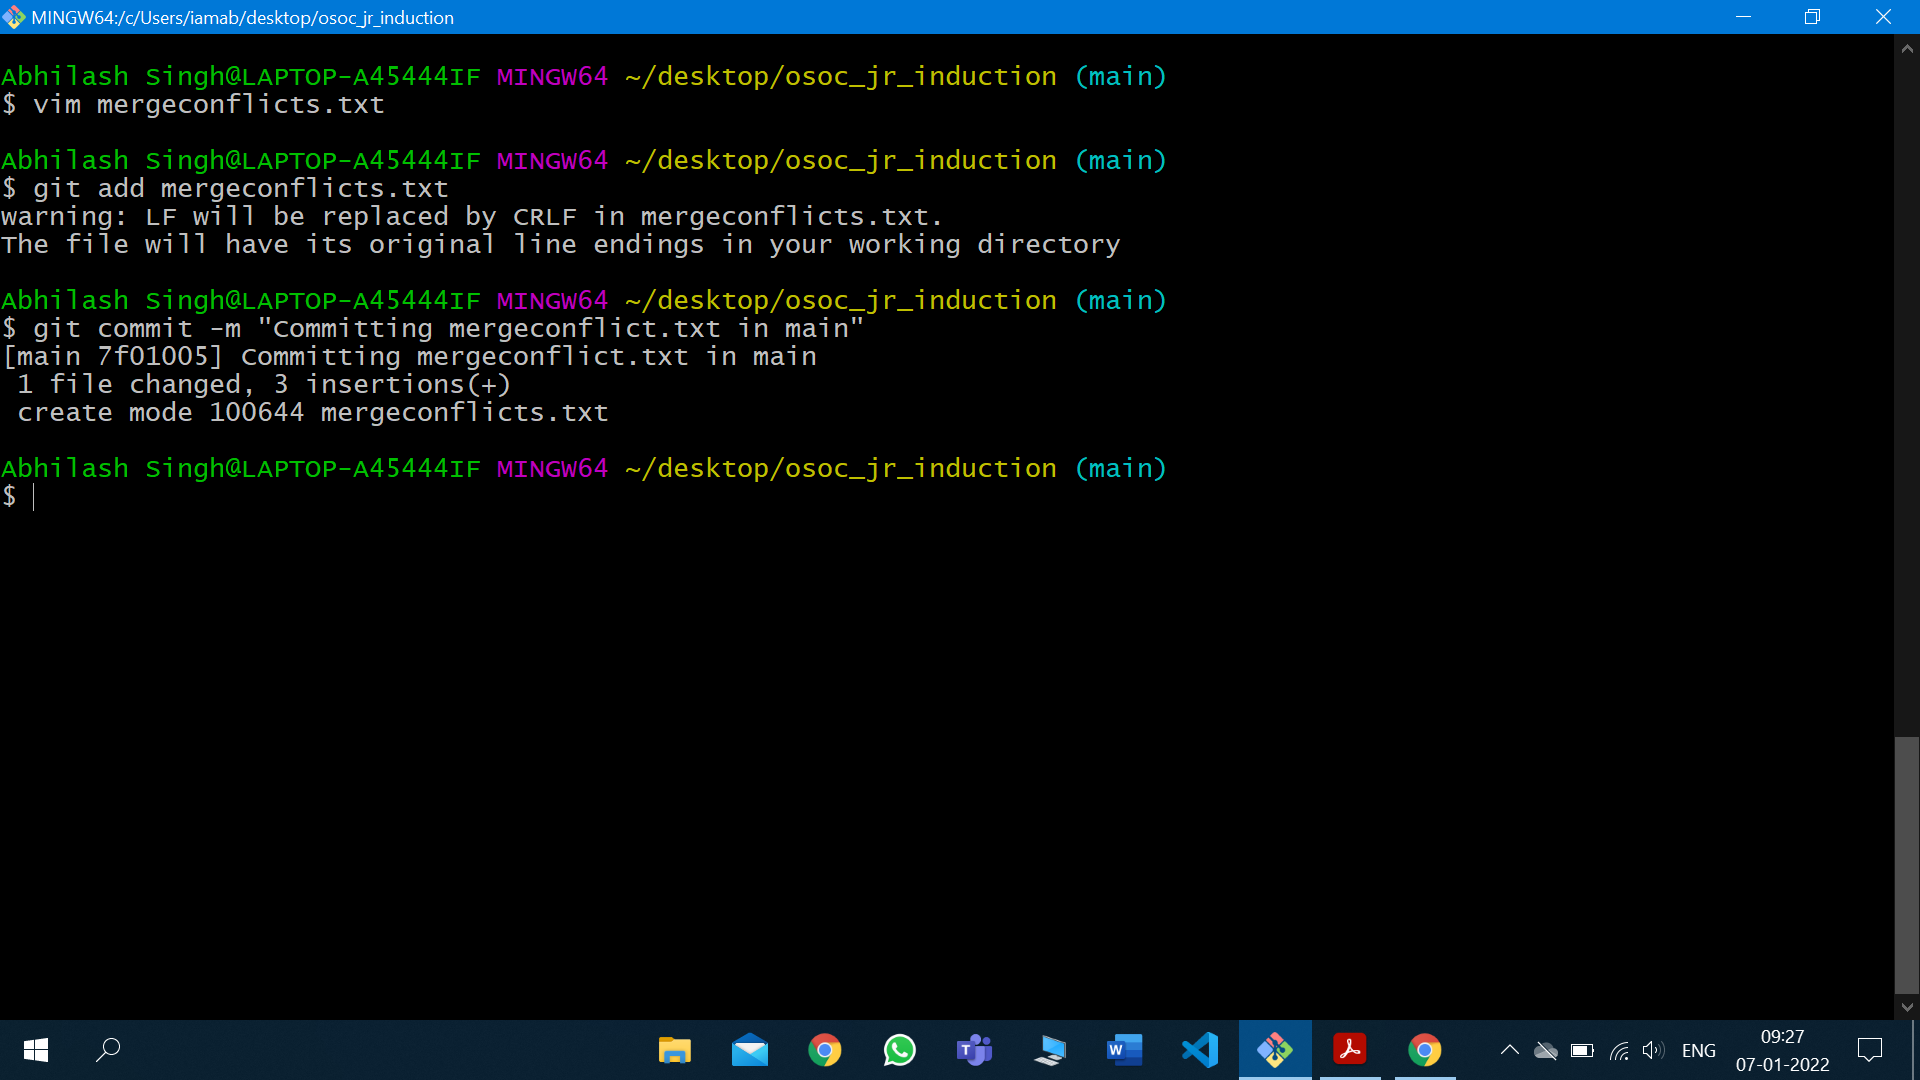 MINGW64:/c/Users/iamab/desktop/osoc_jr_induction
Abhilash Singh@LAPTOP-A45444IF MINGW64 ~/desktop/osoc_jr_induction (main)
$ vim mergeconflicts.txt
Abhilash Singh@LAPTOP-A45444IF MINGW64 ~/desktop/osoc_jr_induction (main)
$ git add mergeconflicts.txt
warning: LF will be replaced by CRLF in mergeconflicts.txt.
The file will have its original line endings in your working directory
Abhilash Singh@LAPTOP-A45444IF MINGW64 ~/desktop/osoc_jr_induction (main)
$ git commit -m "Committing mergeconflict.txt in main"
[main 7f01005] Committing mergeconflict.txt in main
 1 file changed, 3 insertions(+)
 create mode 100644 mergeconflicts.txt
Abhilash Singh@LAPTOP-A45444IF MINGW64 ~/desktop/osoc_jr_induction (main)
$
ENG
09:27
07-01-2022